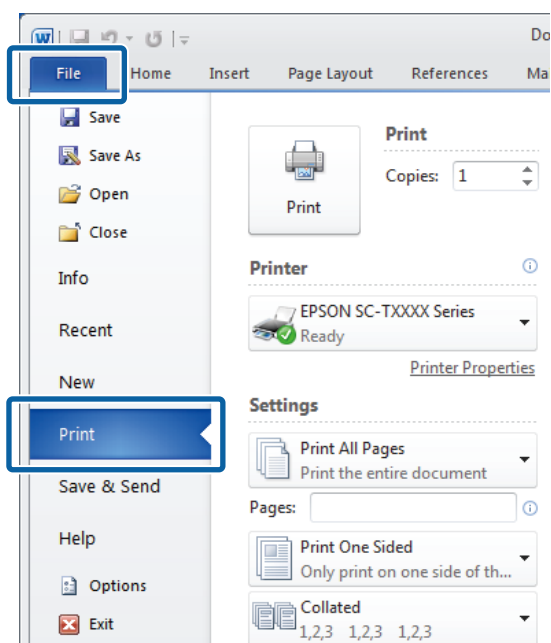 W
Do
File Home Insert Page Layout References Ma
Save
Save As
Open
Close
Info
Recent
New
Print
Save & Send
Help
Options
Exit
Print
Print
Copies: 1
Printer
EPSON SC-TXXXX Series
Ready
Printer Properties
Settings
Print All Pages
Print the entire document
Pages:
Print One Sided
Only print on one side of th...
Collated
1,2,3 1,2,3 1,2,3